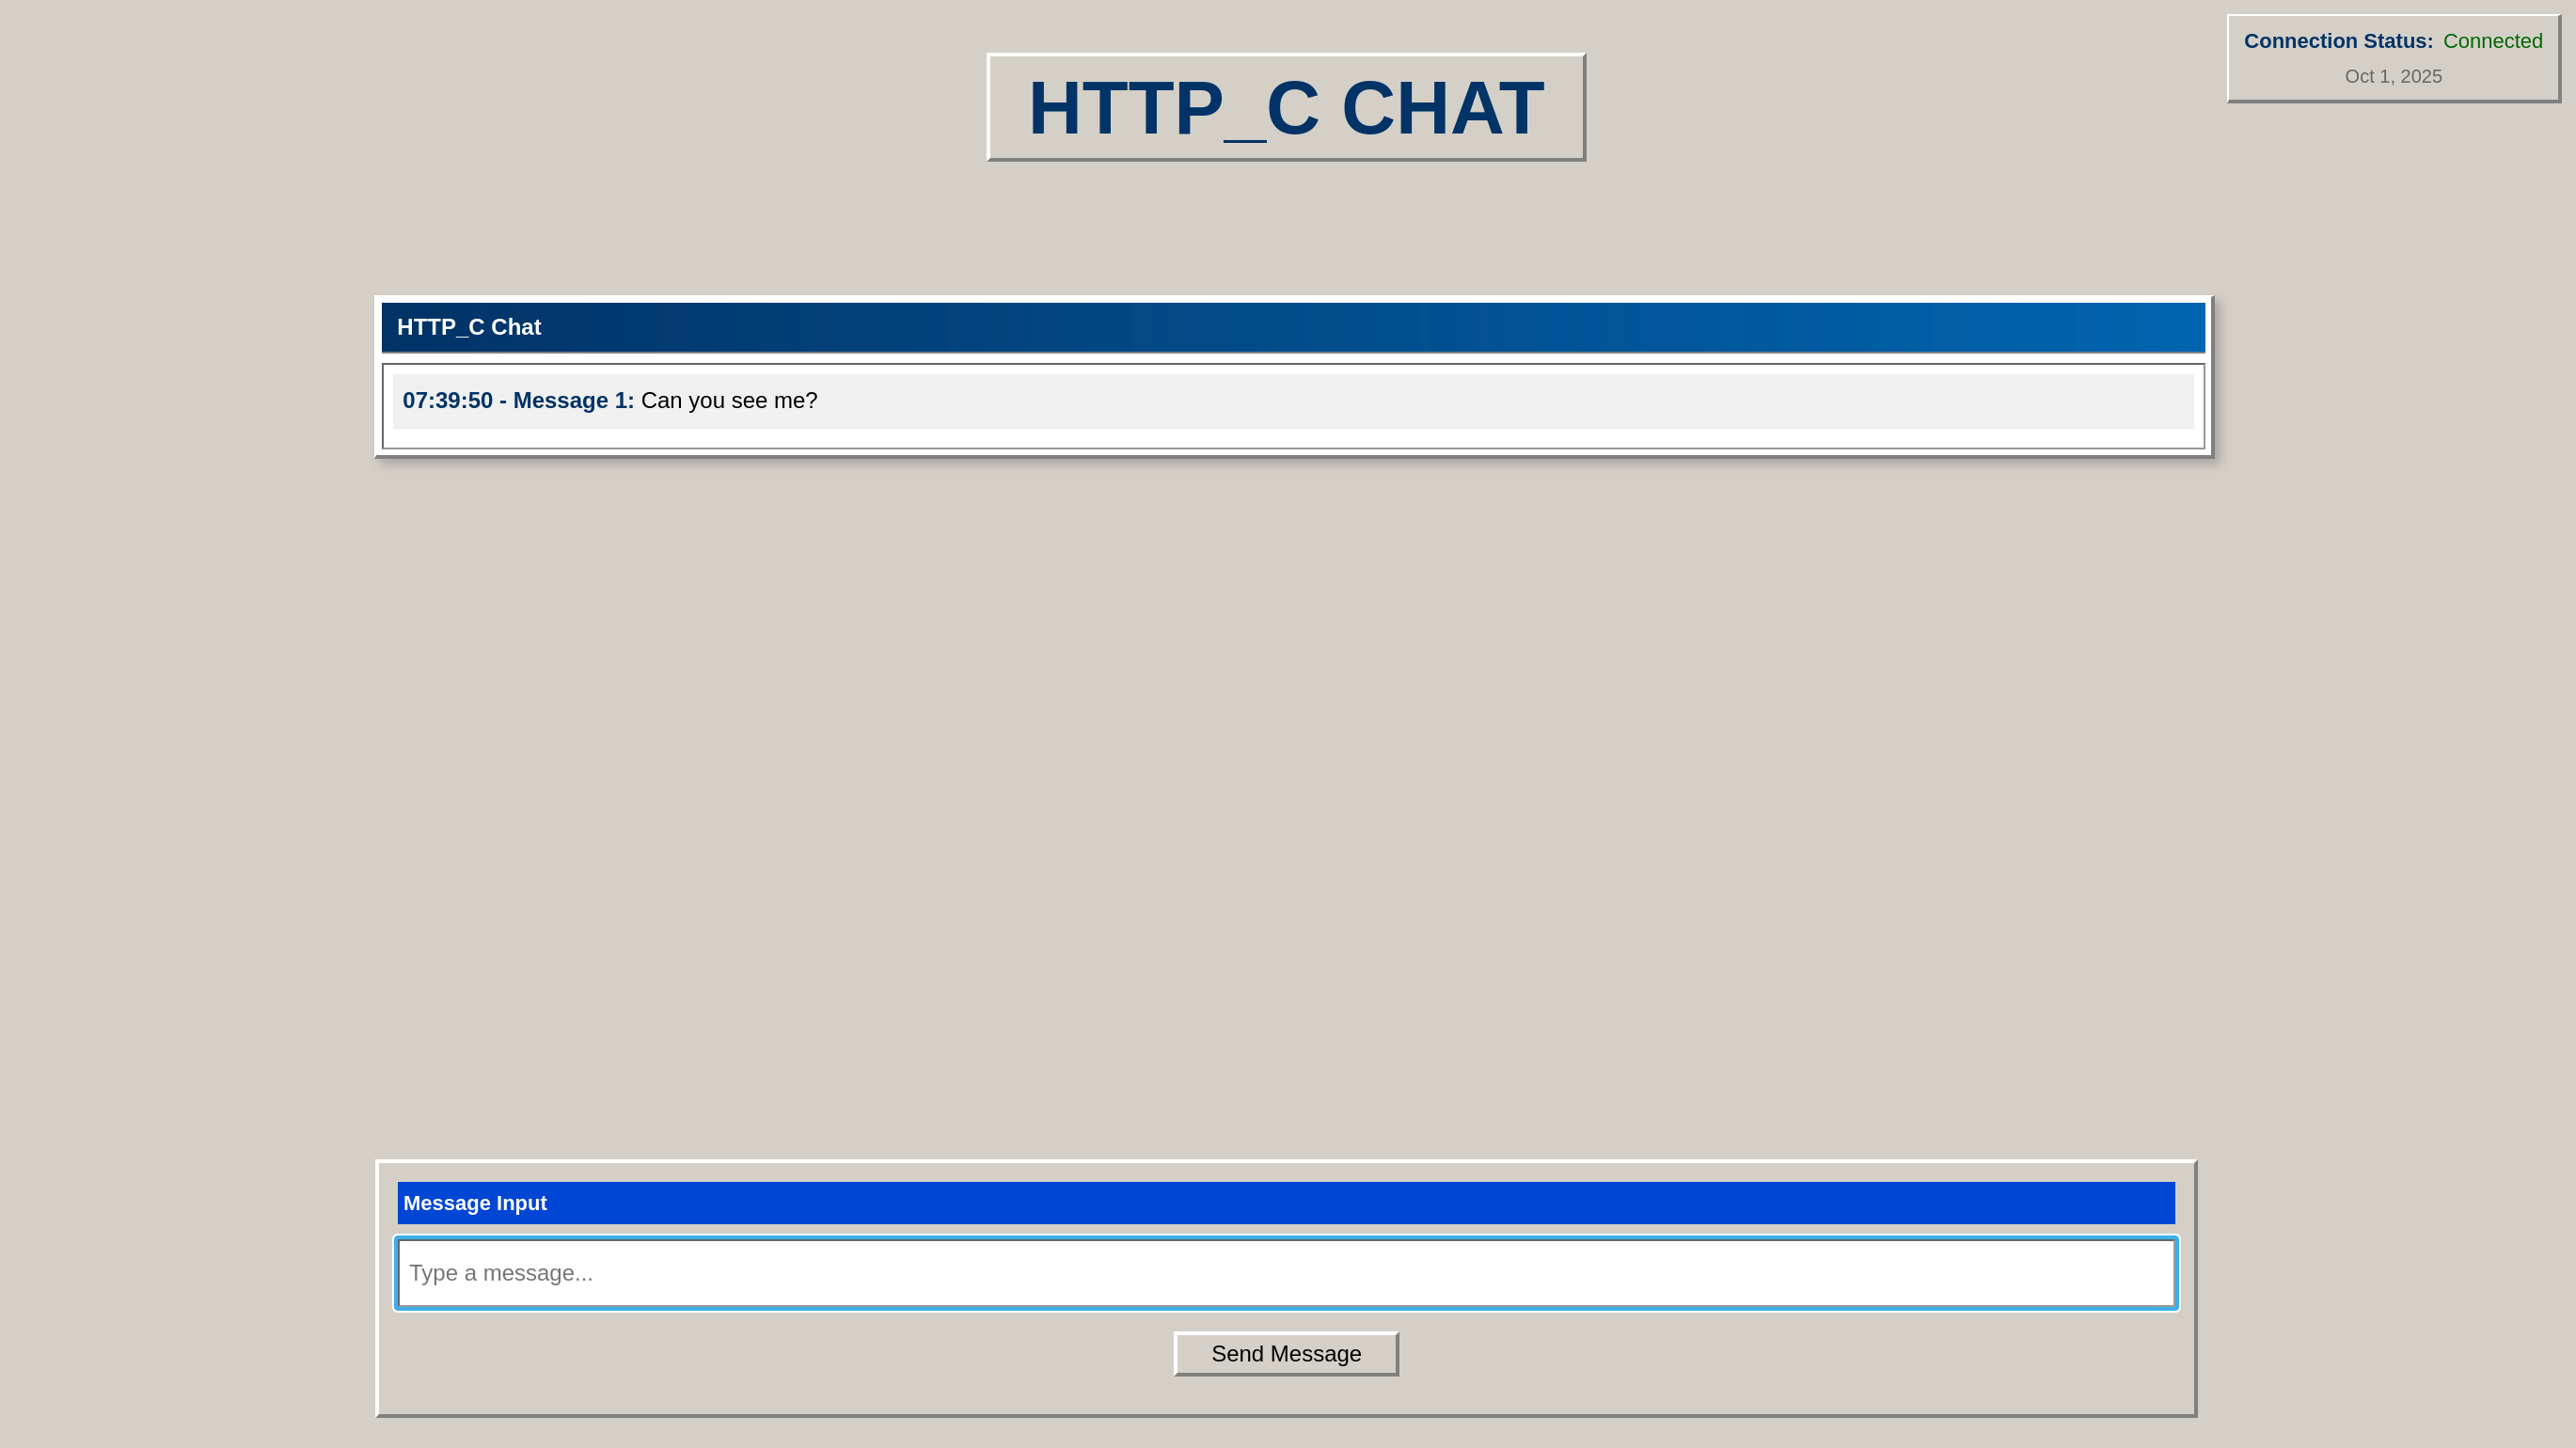 Connection Status: Connected
Oct 1, 2025
HTTP_C CHAT
HTTP_C Chat
07:39:50 - Message 1: Can you see me?
Message Input
Type a message...
Send Message